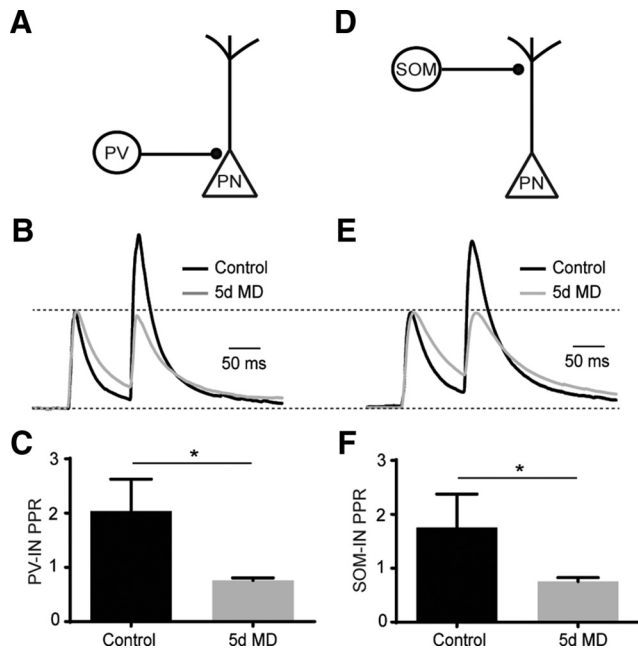 A
PV
PN
D
SOM
PN
B
Control
5d MD
50 ms
E
Control
5d MD
50 ms
C
PV-IN PPR
3
2
1
0
*
Control
5d MD
F
SOM-IN PPR
3
2
1
0
*
Control
5d MD